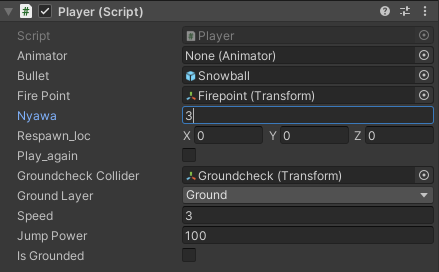 Player (Script)
Script Player
Animator None (Animator)
Bullet Snowball
Fire Point Firepoint (Transform)
Nyawa 3
Respawn_loc X 0 Y 0 Z 0
Play_again
Groundcheck Collider Groundcheck (Transform)
Ground Layer Ground
Speed 3
Jump Power 100
Is Grounded